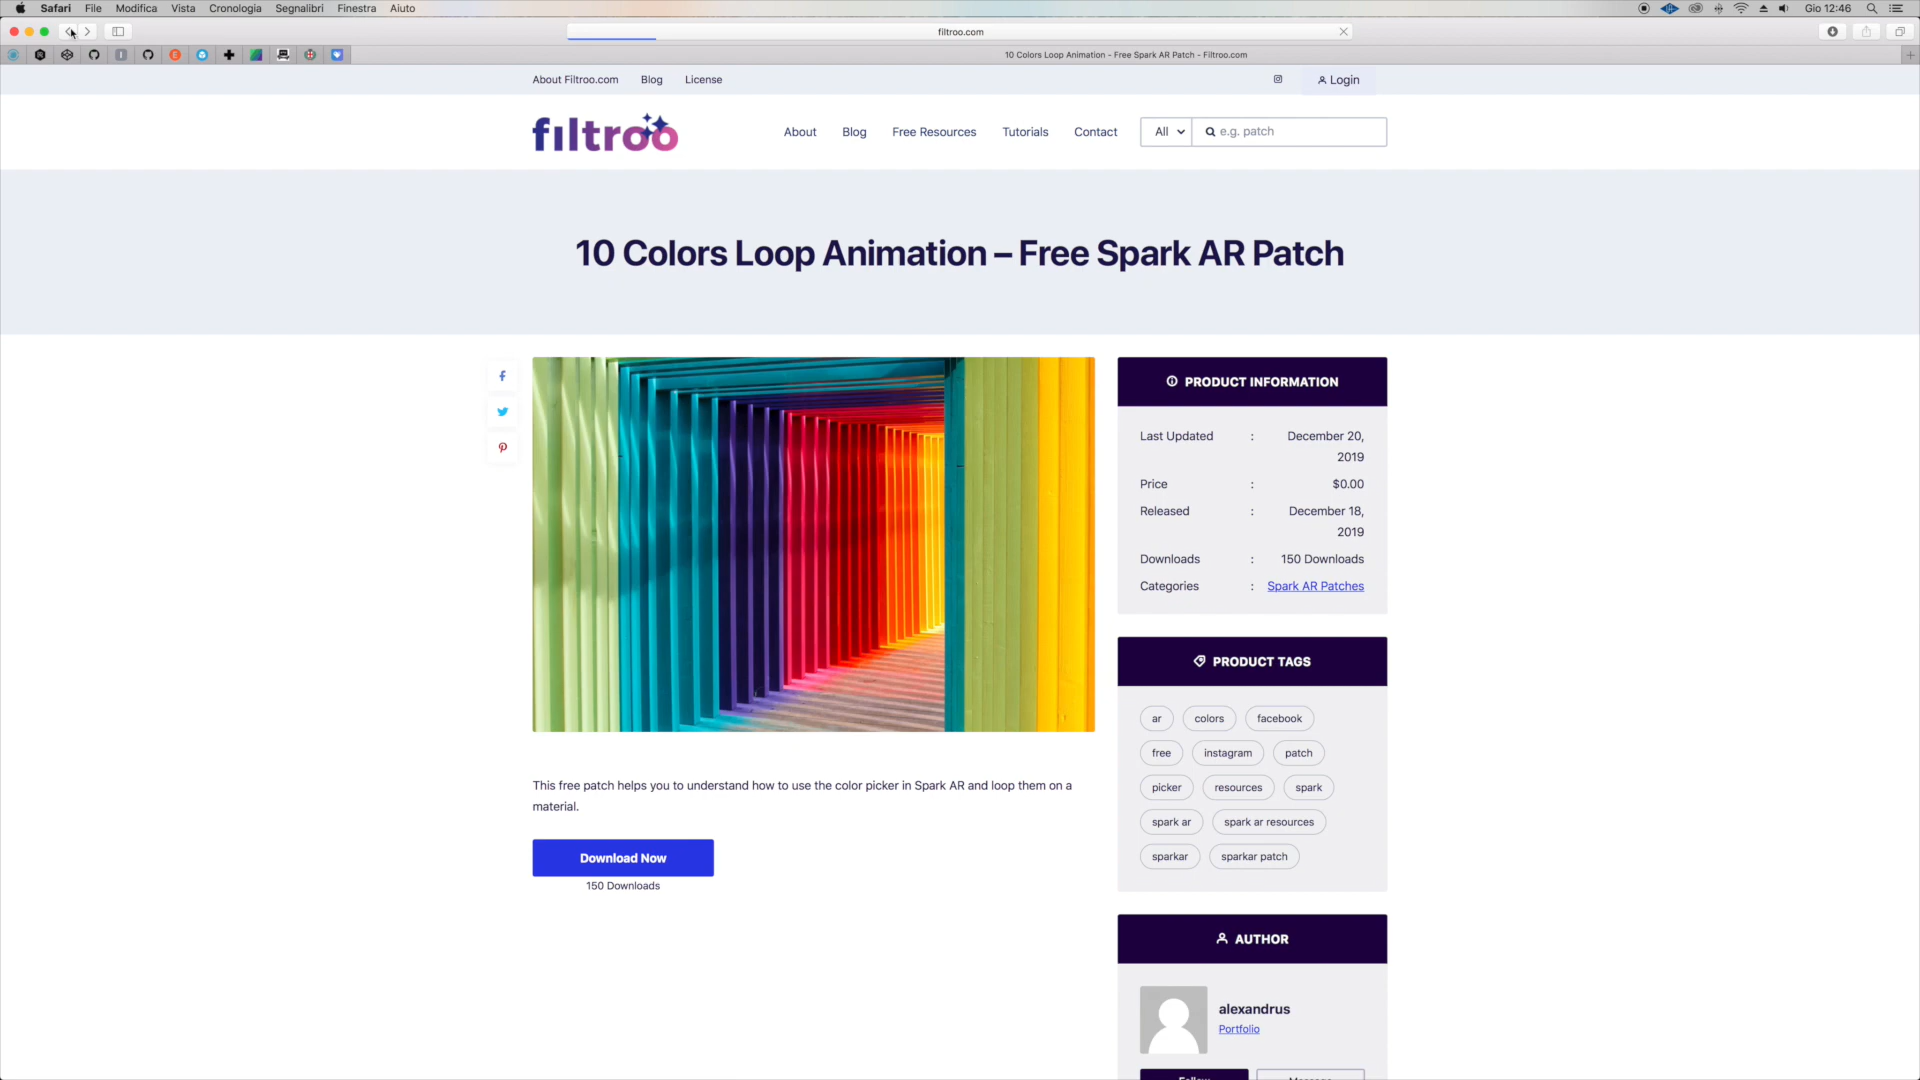 Safari File Modifica Vista Cronologia Segnalibri Finestra Aiuto Gio 12:46
filtroo.com
10 Colors Loop Animation - Free Spark AR Patch - Filtroo.com
About Filtroo.com Blog License Login
filtroo About Blog Free Resources Tutorials Contact All e.g. patch
10 Colors Loop Animation – Free Spark AR Patch
This free patch helps you to understand how to use the color picker in Spark AR and loop them on a
material.
Download Now
150 Downloads
PRODUCT INFORMATION
Last Updated : December 20,
2019
Price : $0.00
Released : December 18,
2019
Downloads : 150 Downloads
Categories : Spark AR Patches
PRODUCT TAGS
ar colors facebook
free instagram patch
picker resources spark
spark ar spark ar resources
sparkar sparkar patch
AUTHOR
alexandrus
Portfolio